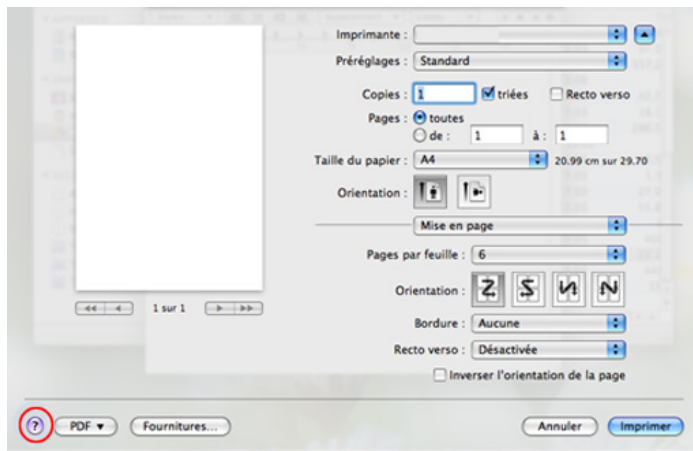 Imprimante :
Préréglages : Standard
Copies : 1 triées Recto verso
Pages : toutes
de : 1 à : 1
Taille du papier : A4 20.99 cm sur 29.70
Orientation :
Mise en page
Pages par feuille : 6
Orientation :
1 sur 1
Bordure : Aucune
Recto verso : Désactivée
Inverser l'orientation de la page
? PDF Fournitures... Annuler Imprimer